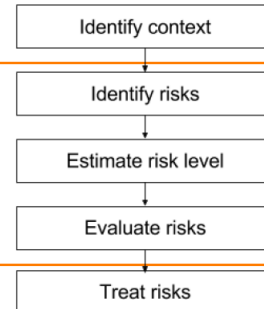 Identify context
Identify risks
Estimate risk level
Evaluate risks
Treat risks